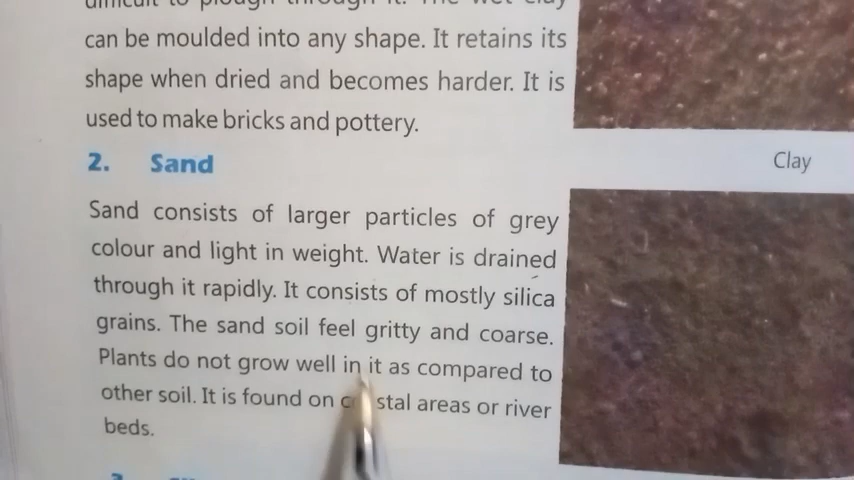 can be moulded into any shape. It retains its
shape when dried and becomes harder. It is
used to make bricks and pottery.
Clay
2. Sand
Sand consists of larger particles of grey
colour and light in weight. Water is drained
through it rapidly. It consists of mostly silica
grains. The sand soil feel gritty and coarse.
Plants do not grow well in it as compared to
other soil. It is found on areas or river
beds.